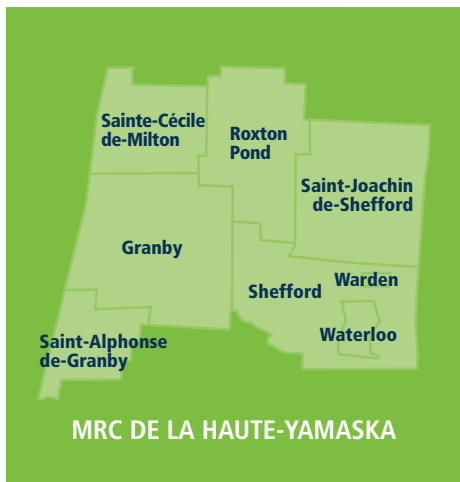 Sainte-Cécile
de-Milton
Roxton
Pond
Saint-Joachin
de-Shefford
Granby
Shefford
Warden
Waterloo
Saint-Alphonse
de-Granby
MRC DE LA HAUTE-YAMASKA